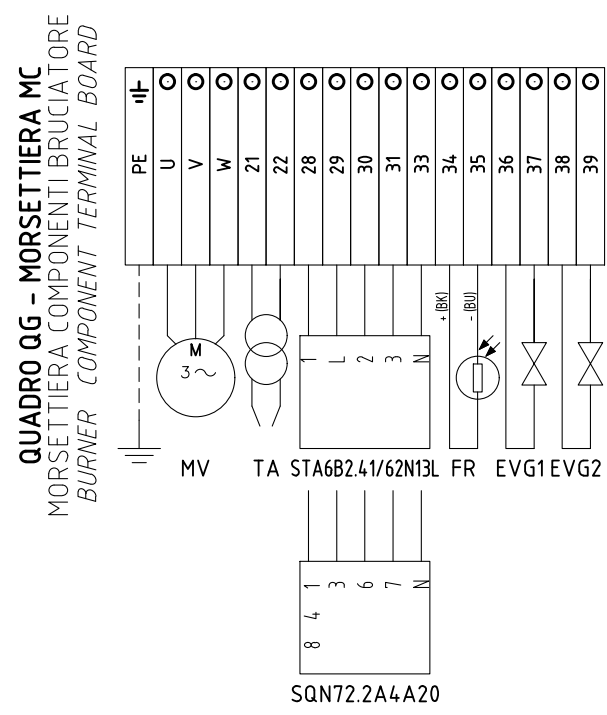 QUADRO QG - MORSETTIERA MC
MORSETTIERA COMPONENTI BRUCIATORE
BURNER COMPONENT TERMINAL BOARD
PE U V W 21 22 28 29 30 31 33 34 35 36 37 38 39
+ (BK) - (BU)
M
3~
1 L 2 3 N
MV TA STA6B2.41/62N13L FR EVG1 EVG2
1 3 6 7 N
4
8
SQN72.2A4A20